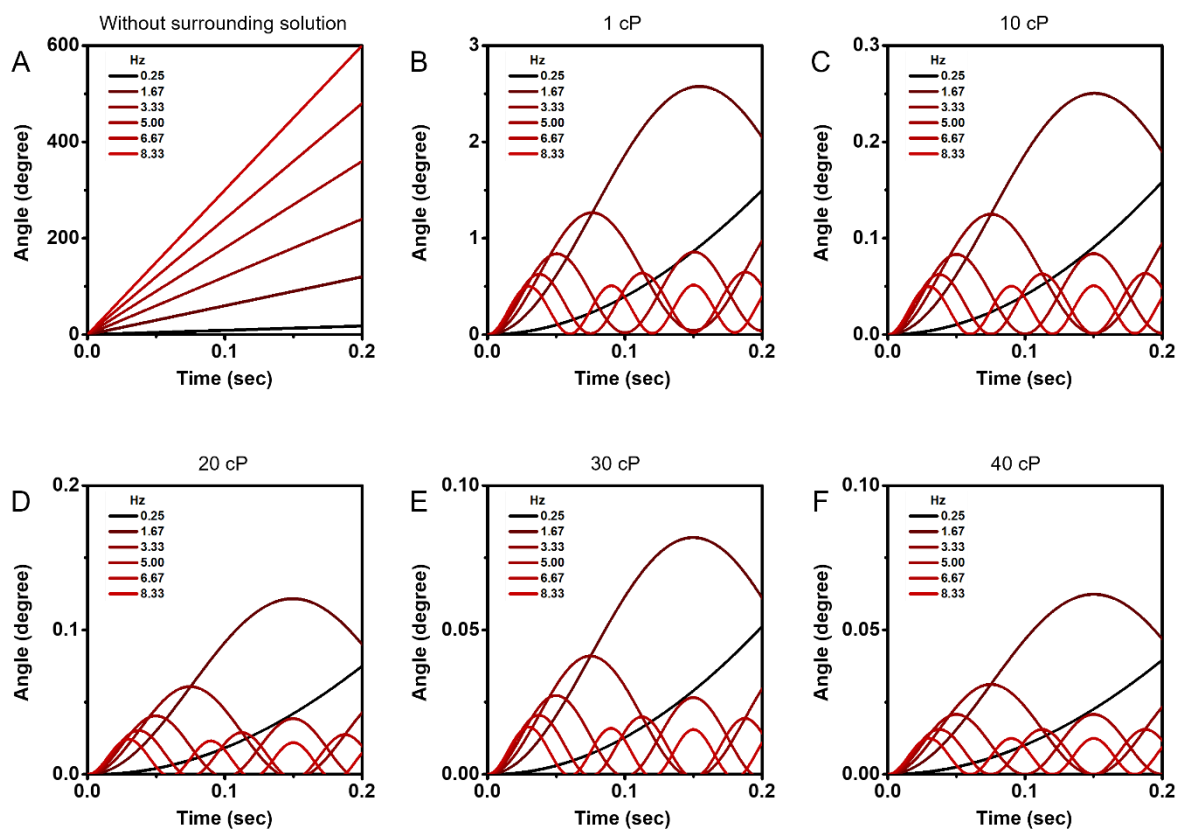 Without surrounding solution
1 cP
10 cP
A
600
400
200
0
Angle (degree)
Hz
0.25
1.67
3.33
5.00
6.67
8.33
0.0
0.1
0.2
Time (sec)
B
3
2
1
0
Angle (degree)
Hz
0.25
1.67
3.33
5.00
6.67
8.33
0.0
0.1
0.2
Time (sec)
C
0.3
0.2
0.1
0.0
Angle (degree)
Hz
0.25
1.67
3.33
5.00
6.67
8.33
0.0
0.1
0.2
Time (sec)
20 cP
30 cP
40 cP
D
0.2
0.1
0.0
Angle (degree)
Hz
0.25
1.67
3.33
5.00
6.67
8.33
0.0
0.1
0.2
Time (sec)
E
0.10
0.05
0.00
Angle (degree)
Hz
0.25
1.67
3.33
5.00
6.67
8.33
0.0
0.1
0.2
Time (sec)
F
0.10
0.05
0.00
Angle (degree)
Hz
0.25
1.67
3.33
5.00
6.67
8.33
0.0
0.1
0.2
Time (sec)